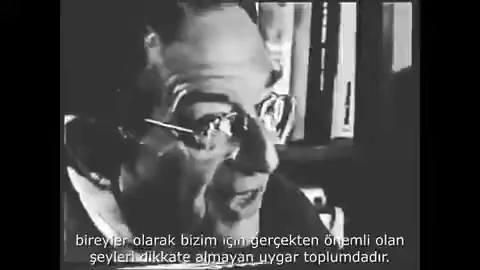 bireyler olarak bizim için gerçekten önemli olan
şeyleri dikkate almayan uygar toplumdadır.